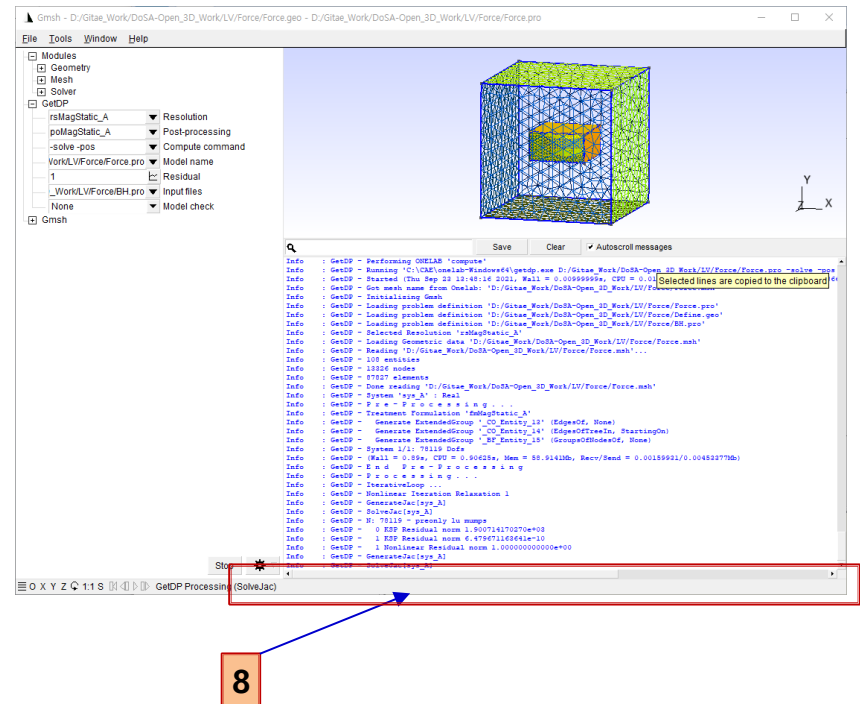 Gmsh - D:/Gitae_Work/DoSA-Open_3D_Work/LV/Force/Force.geo - D:/Gitae_Work/DoSA-Open_3D_Work/LV/Force/Force.pro
File Tools Window Help
Modules
Geometry
Mesh
Solver
GetDP
rsMagStatic_A Resolution
poMagStatic_A Post-processing
-solve -pos Compute command
Work/LV/Force/Force.pro Model name
1 Residual
_Work/LV/Force/BH.pro Input files
None Model check
Gmsh
Y
Z X
Save Clear Autoscroll messages
Info : GetDP - Performing ONELAB 'compute'
Info : GetDP - Running 'C:\CAE\onelab-Windows64\getdp.exe D:/Gitae_Work/DoSA-Open_3D_Work/LV/Force/Force.pro -solve -pos
Info : GetDP - Started (Thu Sep 23 12:48:16 2021, Wall = 0.00999999s, CPU = 0.01
Selected lines are copied to the clipboard
Info : GetDP - Got mesh name from Onelab: 'D:/Gitae_Work/DoSA-Open_3D_Work/LV/Force/Force.msh'
Info : GetDP - Initializing Gmsh
Info : GetDP - Loading problem definition 'D:/Gitae_Work/DoSA-Open_3D_Work/LV/Force/Force.pro'
Info : GetDP - Loading problem definition 'D:/Gitae_Work/DoSA-Open_3D_Work/LV/Force/Define.geo'
Info : GetDP - Loading problem definition 'D:/Gitae_Work/DoSA-Open_3D_Work/LV/Force/BH.pro'
Info : GetDP - Selected Resolution 'rsMagStatic_A'
Info : GetDP - Loading Geometric data 'D:/Gitae_Work/DoSA-Open_3D_Work/LV/Force/Force.msh'
Info : GetDP - Reading 'D:/Gitae_Work/DoSA-Open_3D_Work/LV/Force/Force.msh'...
Info : GetDP - 108 entities
Info : GetDP - 13326 nodes
Info : GetDP - 87827 elements
Info : GetDP - Done reading 'D:/Gitae_Work/DoSA-Open_3D_Work/LV/Force/Force.msh'
Info : GetDP - System 'sys_A' : Real
Info : GetDP - P r e - P r o c e s s i n g . . .
Info : GetDP - Treatment Formulation 'fmMagStatic_A'
Info : GetDP - Generate ExtendedGroup '_CO_Entity_13' (EdgesOf, None)
Info : GetDP - Generate ExtendedGroup '_CO_Entity_14' (EdgesOfTreeIn, StartingOn)
Info : GetDP - Generate ExtendedGroup '_BF_Entity_15' (GroupsOfNodesOf, None)
Info : GetDP - System 1/1: 78119 Dofs
Info : GetDP - (Wall = 0.89s, CPU = 0.90625s, Mem = 58.9141Mb, Recv/Send = 0.00159931/0.00453377Mb)
Info : GetDP - E n d P r e - P r o c e s s i n g
Info : GetDP - P r o c e s s i n g . . .
Info : GetDP - IterativeLoop ...
Info : GetDP - Nonlinear Iteration Relaxation 1
Info : GetDP - GenerateJac[sys_A]
Info : GetDP - SolveJac[sys_A]
Info : GetDP - N: 78119 - preonly lu mumps
Info : GetDP - 0 KSP Residual norm 1.900714170270e+03
Info : GetDP - 1 KSP Residual norm 6.479671163641e-10
Info : GetDP - 1 Nonlinear Residual norm 1.000000000000e+00
Info : GetDP - GenerateJac[sys_A]
Info : GetDP - SolveJac[sys_A]
Stop
O X Y Z 1:1 S GetDP Processing (SolveJac)
8